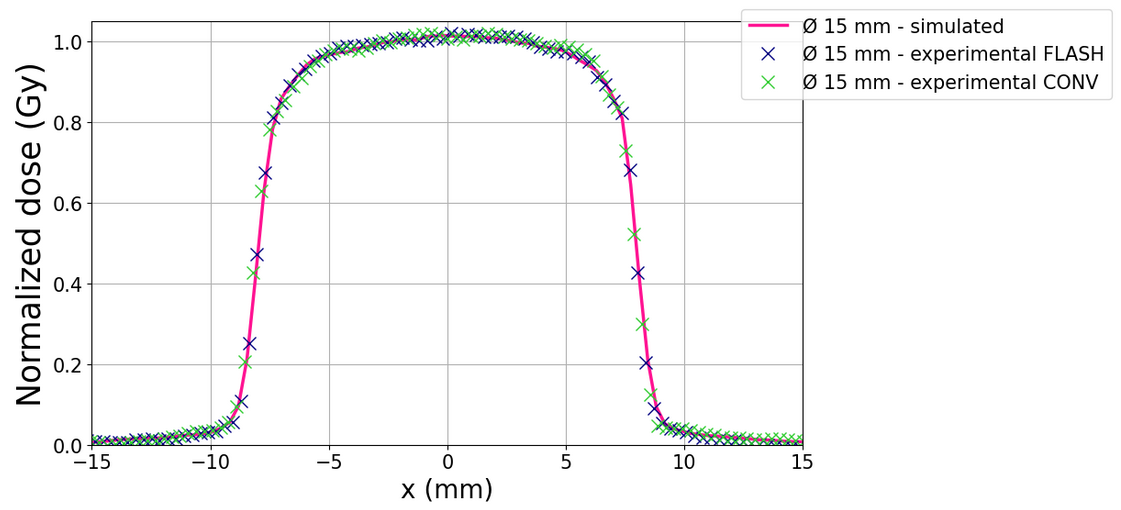 Ø 15 mm - simulated
Ø 15 mm - experimental FLASH
Ø 15 mm - experimental CONV
Normalized dose (Gy)
1.0
0.8
0.6
0.4
0.2
0.0
−15 −10 −5 0 5 10 15
x (mm)